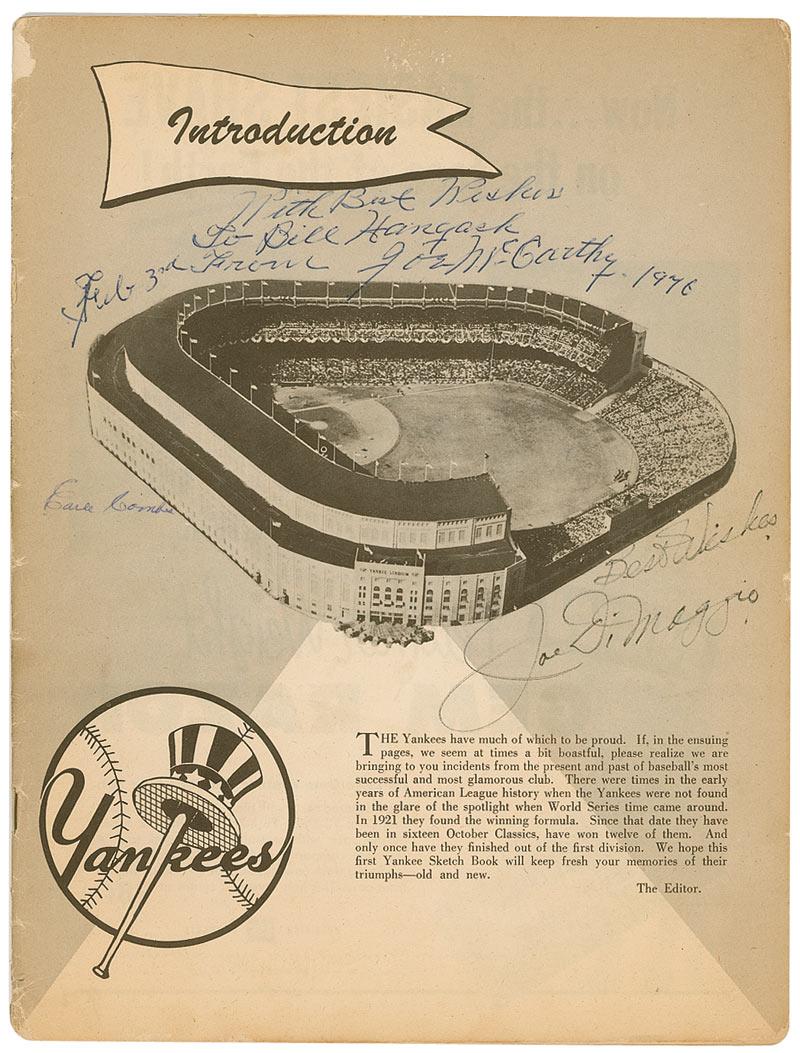 Introduction
With Best Wishes
To Bill Hangash
Feb 3rd From Joe McCarthy - 1976
YANKEE STADIUM
Earle Combs
Best Wishes
Joe DiMaggio
Yankees
THE Yankees have much of which to be proud. If, in the ensuing
pages, we seem at times a bit boastful, please realize we are
bringing to you incidents from the present and past of baseball's most
successful and most glamorous club. There were times in the early
years of American League history when the Yankees were not found
in the glare of the spotlight when World Series time came around.
In 1921 they found the winning formula. Since that date they have
been in sixteen October Classics, have won twelve of them. And
only once have they finished out of the first division. We hope this
first Yankee Sketch Book will keep fresh your memories of their
triumphs—old and new.
The Editor.